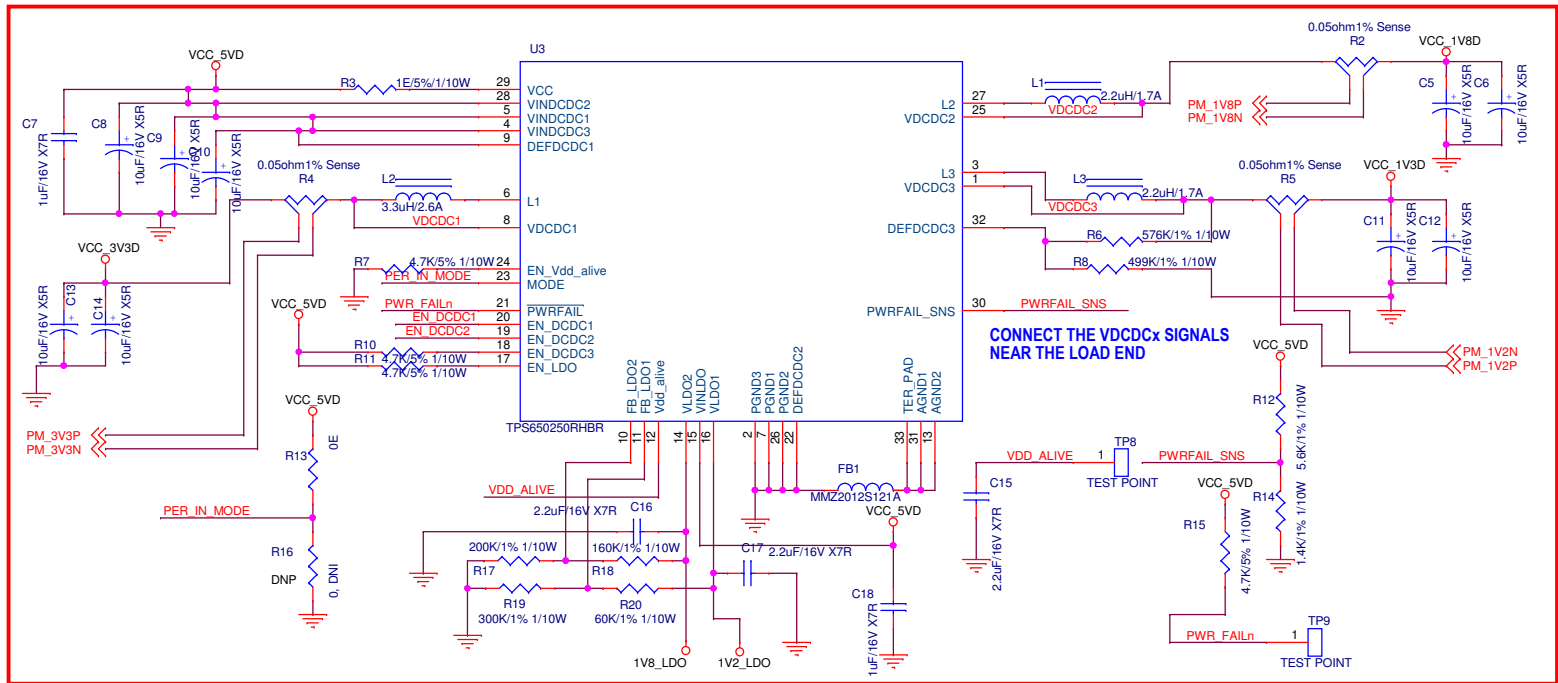 U3
TPS650250RHBR
VCC_5VD
R3
1E/5%/1/10W
C7
1uF/16V X7R
C8
10uF/16V X5R
C9
10uF/16V X5R
C10
10uF/16V X5R
29
VCC
28
VINDCDC2
5
VINDCDC1
4
VINDCDC3
9
DEFDCDC1
0.05ohm1% Sense
R4
L2
3.3uH/2.6A
VDCDC1
6
L1
8
VDCDC1
VCC_3V3D
C13
10uF/16V X5R
C14
10uF/16V X5R
R7
4.7K/5% 1/10W
PER_IN_MODE
24
EN_Vdd_alive
23
MODE
PWR_FAILn
21
PWRFAIL
EN_DCDC1
20
EN_DCDC1
EN_DCDC2
19
EN_DCDC2
18
EN_DCDC3
17
EN_LDO
VCC_5VD
R10
4.7K/5% 1/10W
R11
4.7K/5% 1/10W
PM_3V3P
PM_3V3N
VCC_5VD
R13
0E
PER_IN_MODE
R16
DNP
0, DNI
FB_LDO2
FB_LDO1
Vdd_alive
VLDO2
VINLDO
VLDO1
PGND3
PGND1
PGND2
DEFDCDC2
TER_PAD
AGND1
AGND2
10
11
12
14
15
16
2
7
26
22
33
31
13
VDD_ALIVE
2.2uF/16V X7R
C16
200K/1% 1/10W
R17
160K/1% 1/10W
R18
R19
300K/1% 1/10W
R20
60K/1% 1/10W
C17
2.2uF/16V X7R
1V8_LDO
1V2_LDO
FB1
MMZ2012S121A
VCC_5VD
C18
1uF/16V X7R
27
L2
25
VDCDC2
L1
2.2uH/1.7A
VDCDC2
0.05ohm1% Sense
R2
PM_1V8P
PM_1V8N
VCC_1V8D
C5
10uF/16V X5R
C6
10uF/16V X5R
3
L3
1
VDCDC3
L3
2.2uH/1.7A
VDCDC3
32
DEFDCDC3
R6
576K/1% 1/10W
R8
499K/1% 1/10W
0.05ohm1% Sense
R5
VCC_1V3D
C11
10uF/16V X5R
C12
10uF/16V X5R
30
PWRFAIL_SNS
PWRFAIL_SNS
CONNECT THE VDCDCx SIGNALS
NEAR THE LOAD END
PM_1V2N
PM_1V2P
VCC_5VD
R12
5.6K/1% 1/10W
VDD_ALIVE
1
TP8
TEST POINT
PWRFAIL_SNS
C15
2.2uF/16V X7R
R14
1.4K/1% 1/10W
VCC_5VD
R15
4.7K/5% 1/10W
PWR_FAILn
1
TP9
TEST POINT